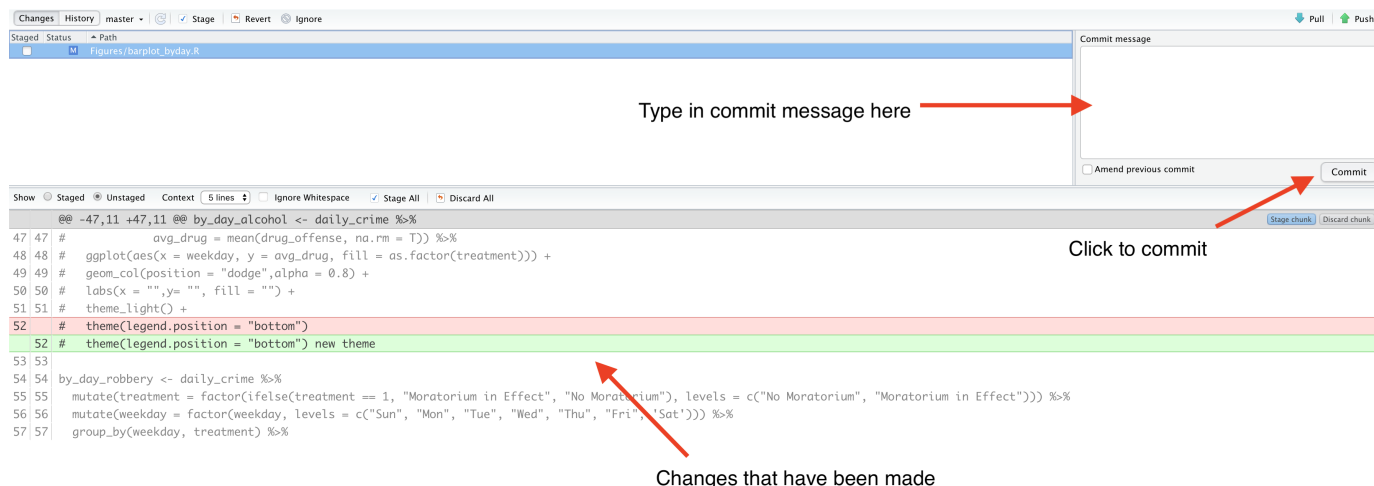 Changes History master Stage Revert Ignore Pull Push
Staged Status Path Commit message
M Figures/barplot_byday.R
Type in commit message here
Amend previous commit Commit
Show Staged Unstaged Context 5 lines Ignore Whitespace Stage All Discard All
@@ -47,11 +47,11 @@ by_day_alcohol <- daily_crime %>% Stage chunk Discard chunk
Click to commit
47 47 # avg_drug = mean(drug_offense, na.rm = T)) %>%
48 48 # ggplot(aes(x = weekday, y = avg_drug, fill = as.factor(treatment))) +
49 49 # geom_col(position = "dodge",alpha = 0.8) +
50 50 # labs(x = "",y= "", fill = "") +
51 51 # theme_light() +
52 # theme(legend.position = "bottom")
52 # theme(legend.position = "bottom") new theme
53 53
54 54 by_day_robbery <- daily_crime %>%
55 55 mutate(treatment = factor(ifelse(treatment == 1, "Moratorium in Effect", "No Moratorium"), levels = c("No Moratorium", "Moratorium in Effect"))) %>%
56 56 mutate(weekday = factor(weekday, levels = c("Sun", "Mon", "Tue", "Wed", "Thu", "Fri", 'Sat'))) %>%
57 57 group_by(weekday, treatment) %>%
Changes that have been made